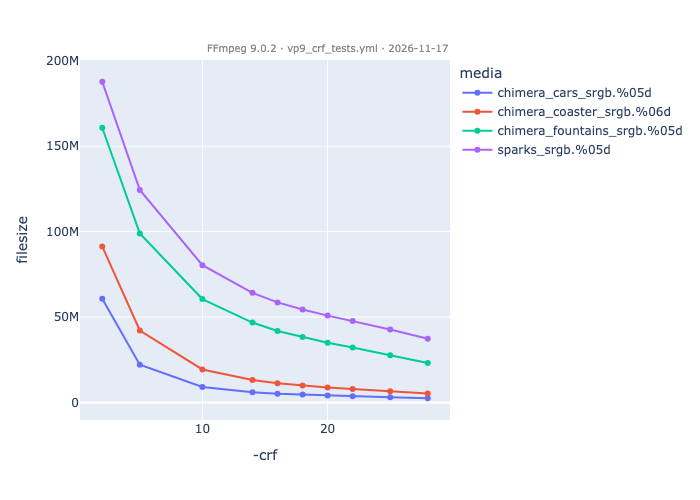 FFmpeg 9.0.2 · vp9_crf_tests.yml · 2026-11-17
200M
150M
100M
50M
0
filesize
10
20
-crf
media
chimera_cars_srgb.%05d
chimera_coaster_srgb.%06d
chimera_fountains_srgb.%05d
sparks_srgb.%05d